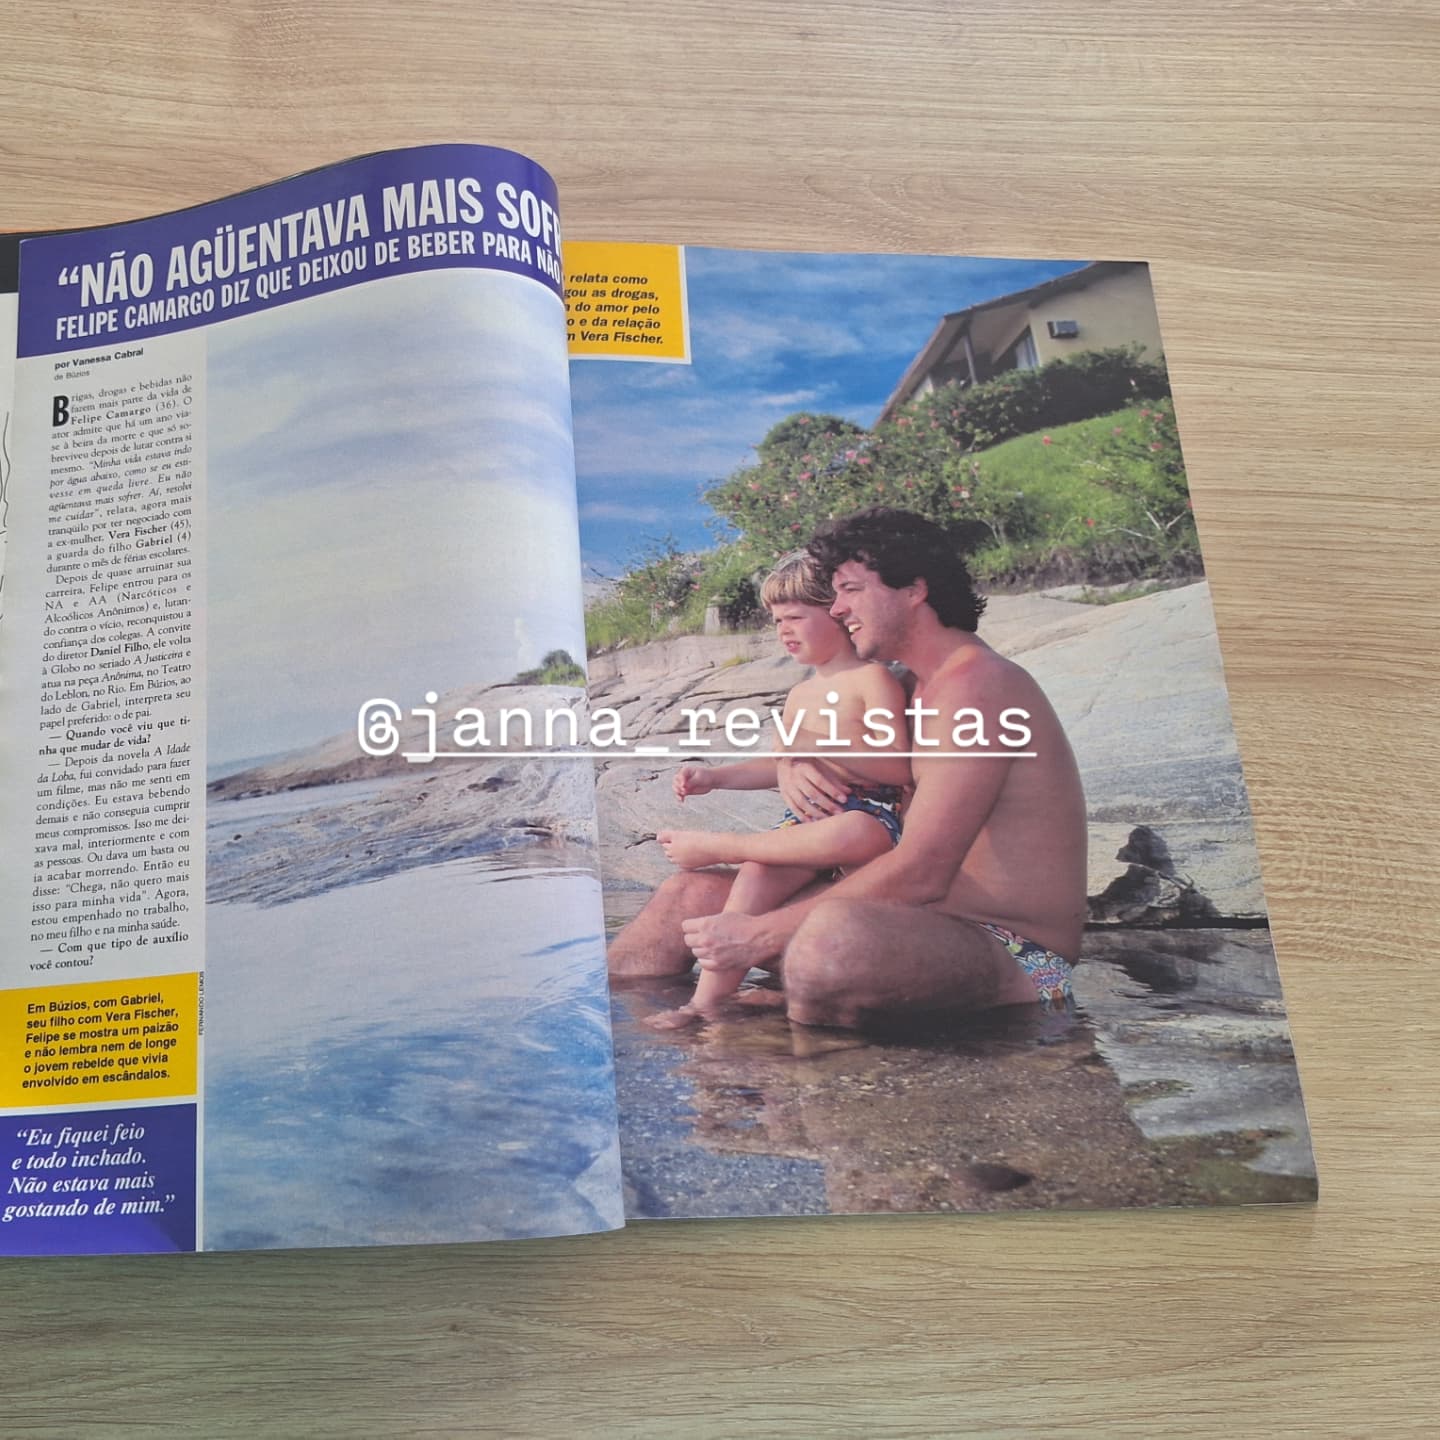 “NÃO AGÜENTAVA MAIS SOF
FELIPE CAMARGO DIZ QUE DEIXOU DE BEBER PARA NÃO
por Vanessa Cabral
de Búzios
Brigas, drogas e bebidas não
fazem mais parte da vida de
Felipe Camargo (36). O
ator admite que há um ano via-
se à beira da morte e que só so-
breviveu depois de lutar contra si
mesmo. “Minha vida estava indo
por água abaixo, como se eu esti-
vesse em queda livre. Eu não
agüentava mais sofrer. Aí, resolvi
me cuidar”, relata, agora mais
tranqüilo por ter negociado com
a ex-mulher, Vera Fischer (45),
a guarda do filho Gabriel (4)
durante o mês de férias escolares.
Depois de quase arruinar sua
carreira, Felipe entrou para os
NA e AA (Narcóticos e
Alcoólicos Anônimos) e, lutan-
do contra o vício, reconquistou a
confiança dos colegas. A convite
do diretor Daniel Filho, ele volta
à Globo no seriado A Justiceira e
atua na peça Anônima, no Teatro
do Leblon, no Rio. Em Búzios, ao
lado de Gabriel, interpreta seu
papel preferido: o de pai.
— Quando você viu que ti-
nha que mudar de vida?
— Depois da novela A Idade
da Loba, fui convidado para fazer
um filme, mas não me senti em
condições. Eu estava bebendo
demais e não conseguia cumprir
meus compromissos. Isso me dei-
xava mal, interiormente e com
as pessoas. Ou dava um basta ou
ia acabar morrendo. Então eu
disse: “Chega, não quero mais
isso para minha vida”. Agora,
estou empenhado no trabalho,
no meu filho e na minha saúde.
— Com que tipo de auxílio
você contou?
FERNANDO LEMOS
Em Búzios, com Gabriel,
seu filho com Vera Fischer,
Felipe se mostra um paizão
e não lembra nem de longe
o jovem rebelde que vivia
envolvido em escândalos.
“Eu fiquei feio
e todo inchado.
Não estava mais
gostando de mim.”
relata como
gou as drogas,
do amor pelo
o e da relação
m Vera Fischer.
@janna_revistas